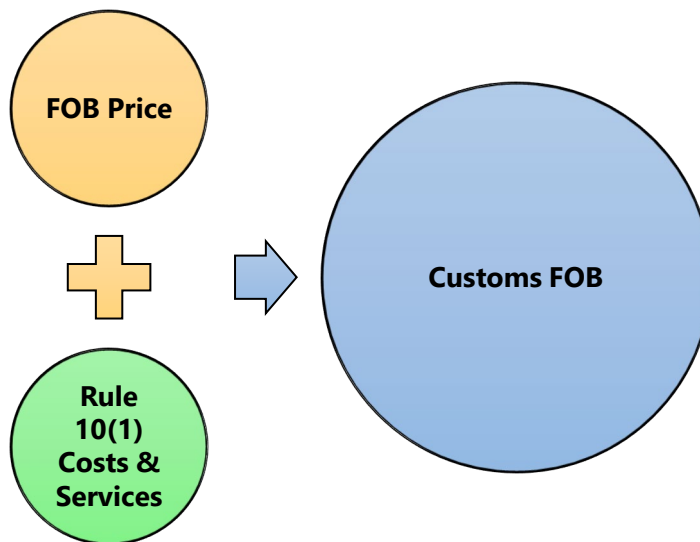 FOB Price
Customs FOB
Rule
10(1)
Costs &
Services